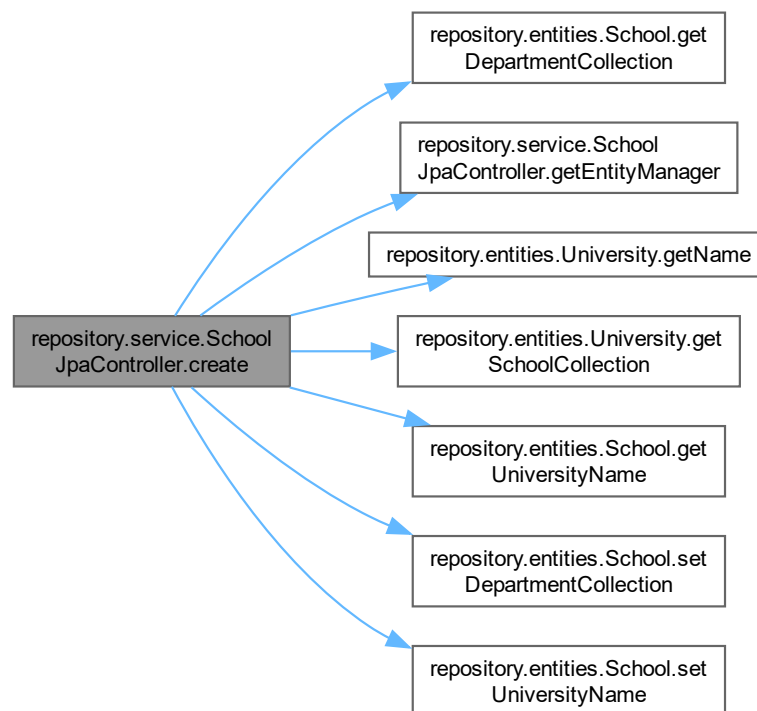 repository.entities.School.get
DepartmentCollection
repository.service.School
JpaController.getEntityManager
repository.entities.University.getName
repository.service.School
JpaController.create
repository.entities.University.get
SchoolCollection
repository.entities.School.get
UniversityName
repository.entities.School.set
DepartmentCollection
repository.entities.School.set
UniversityName